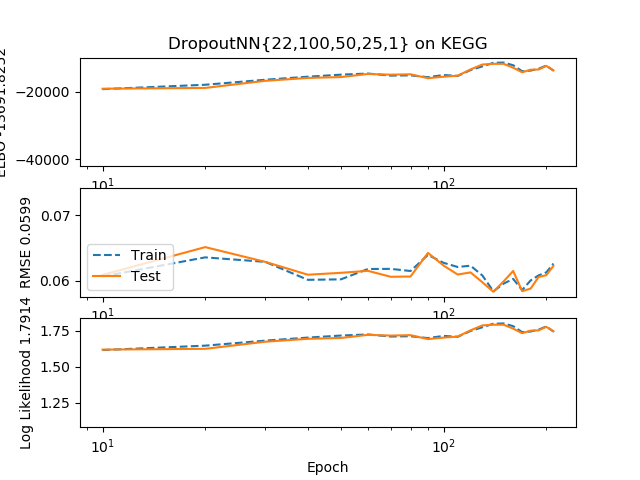 DropoutNN{22,100,50,25,1} on KEGG
−20000
−40000
10¹
10²
RMSE 0.0599
0.07
0.06
Train
Test
10¹
10²
Log Likelihood 1.7914
1.75
1.50
1.25
10¹
10²
Epoch